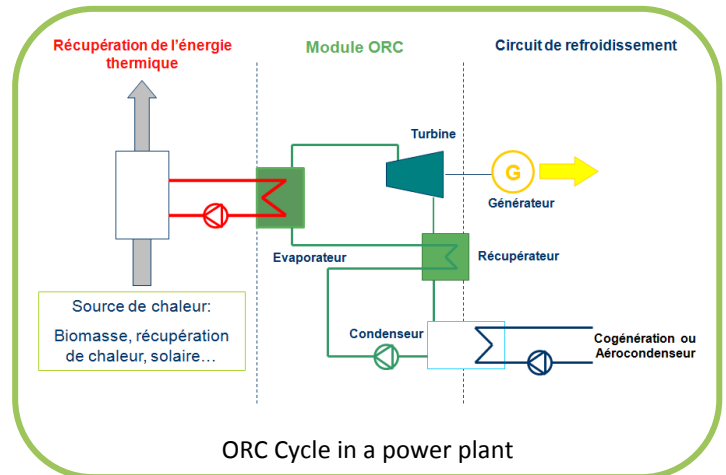 Récupération de l'énergie
thermique
Module ORC
Circuit de refroidissement
Turbine
G
Générateur
Evaporateur
Récupérateur
Source de chaleur:
Biomasse, récupération
de chaleur, solaire…
Condenseur
Cogénération ou
Aérocondenseur
ORC Cycle in a power plant